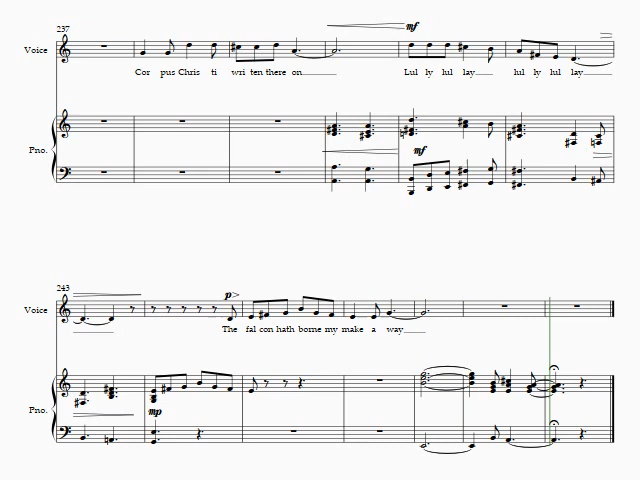 237
mf
Voice
Cor pus Chris ti wri ten there on
Lul ly lul lay lul ly lul lay
Pno.
mf
243
p>
Voice
The fal con hath borne my make a way
Pno.
mp